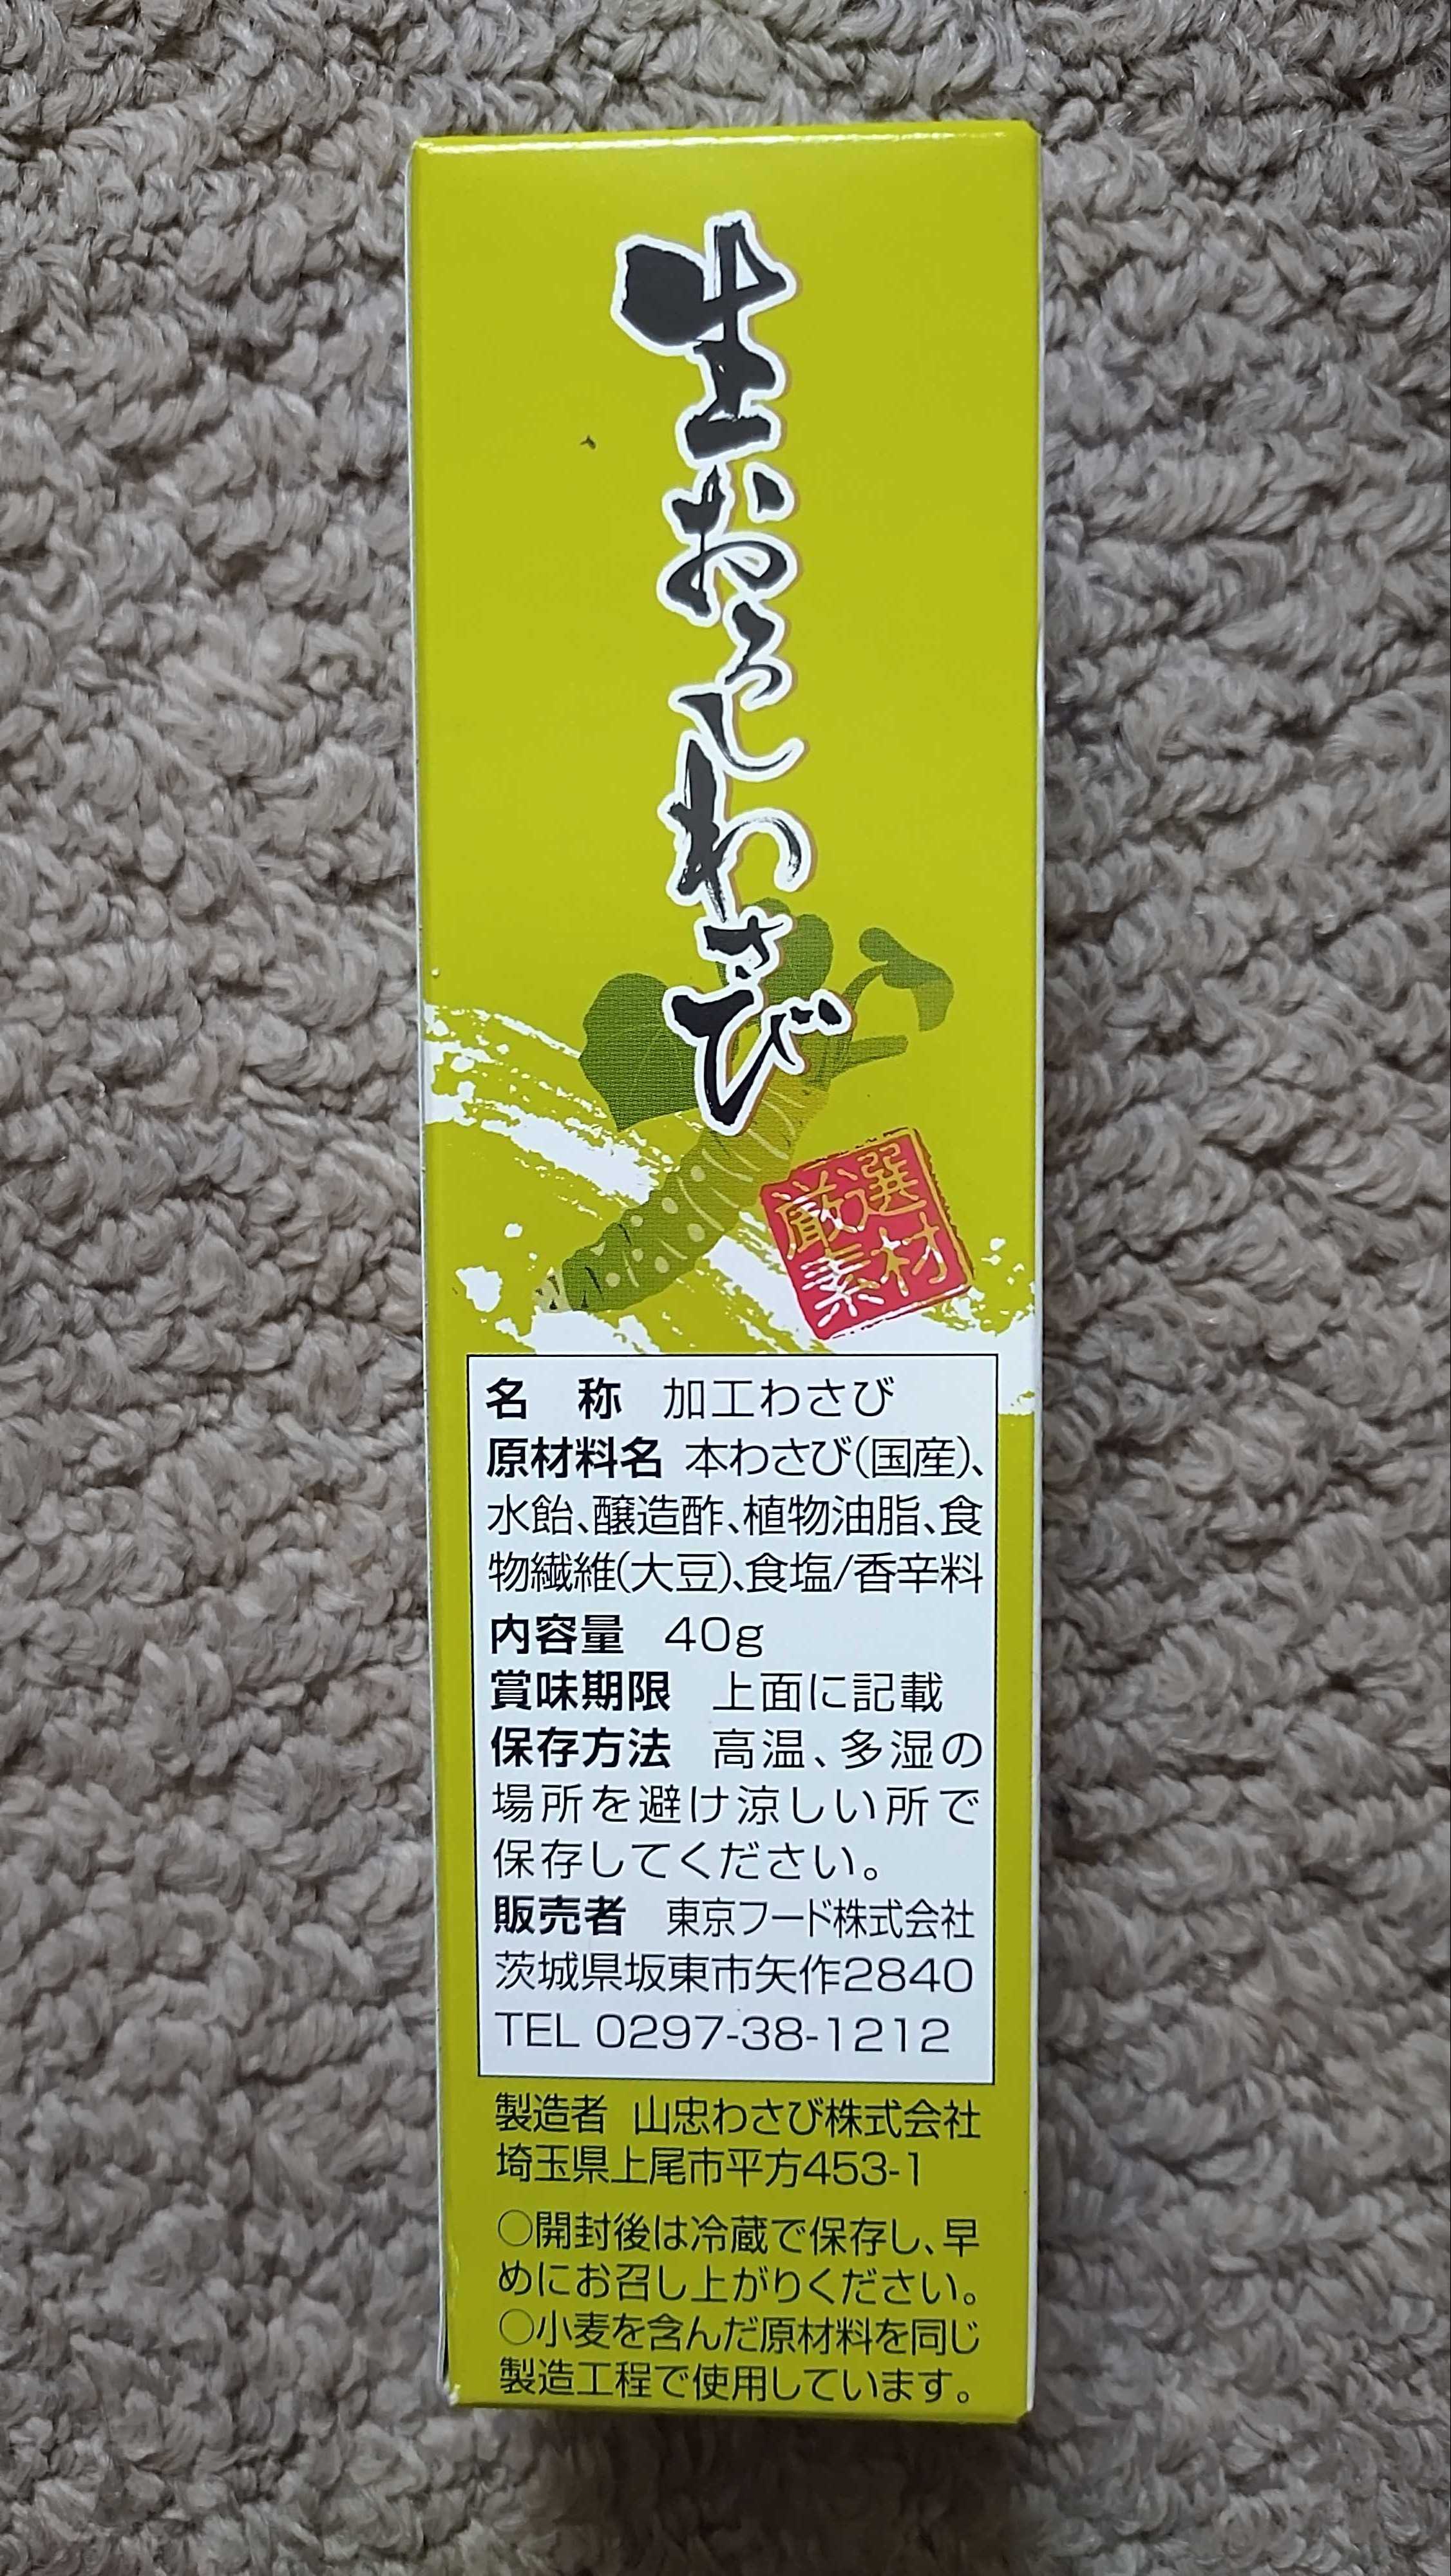 生おろしわさび
厳選
素材
名　称　加工わさび
原材料名 本わさび(国産)、
水飴、醸造酢、植物油脂、食
物繊維(大豆)、食塩/香辛料
内容量　40g
賞味期限　上面に記載
保存方法　高温、多湿の
場所を避け涼しい所で
保存してください。
販売者　東京フード株式会社
茨城県坂東市矢作2840
TEL 0297-38-1212
製造者 山忠わさび株式会社
埼玉県上尾市平方453-1
○開封後は冷蔵で保存し、早
めにお召し上がりください。
○小麦を含んだ原材料を同じ
製造工程で使用しています。